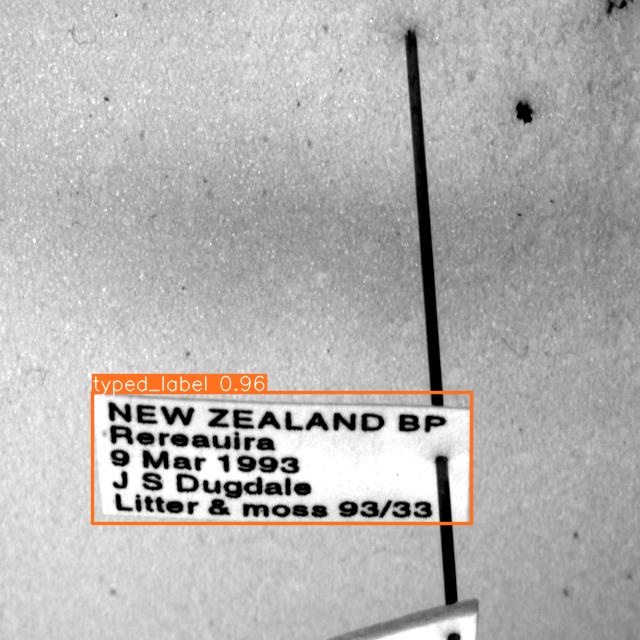 typed_label 0.96
NEW ZEALAND BP
Rereauira
9 Mar 1993
J S Dugdale
Litter & moss 93/33